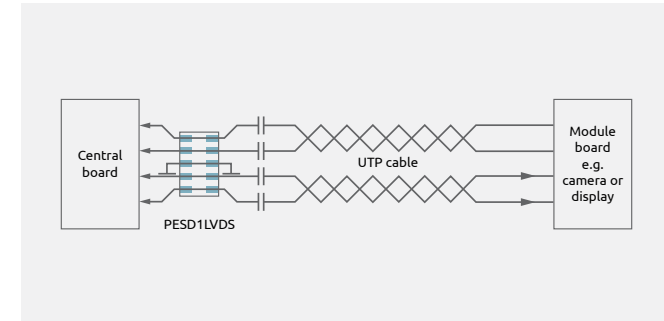 Central
board
PESD1LVDS
UTP cable
Module
board
e.g.
camera or
display